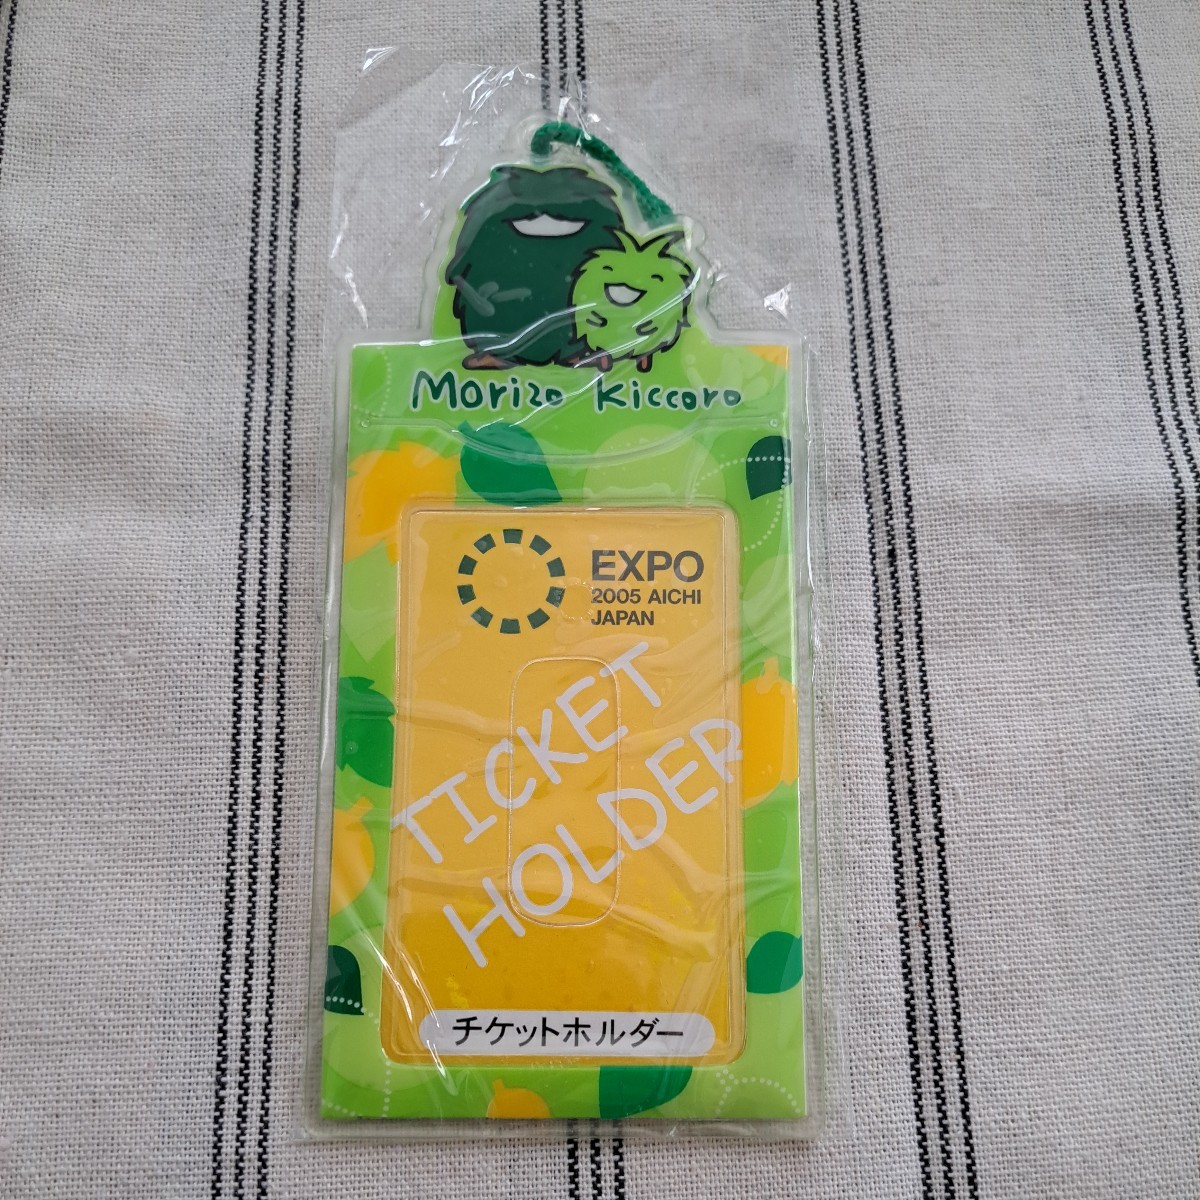 Morizo Kiccoro
EXPO
2005 AICHI
JAPAN
TICKET
HOLDER
チケットホルダー